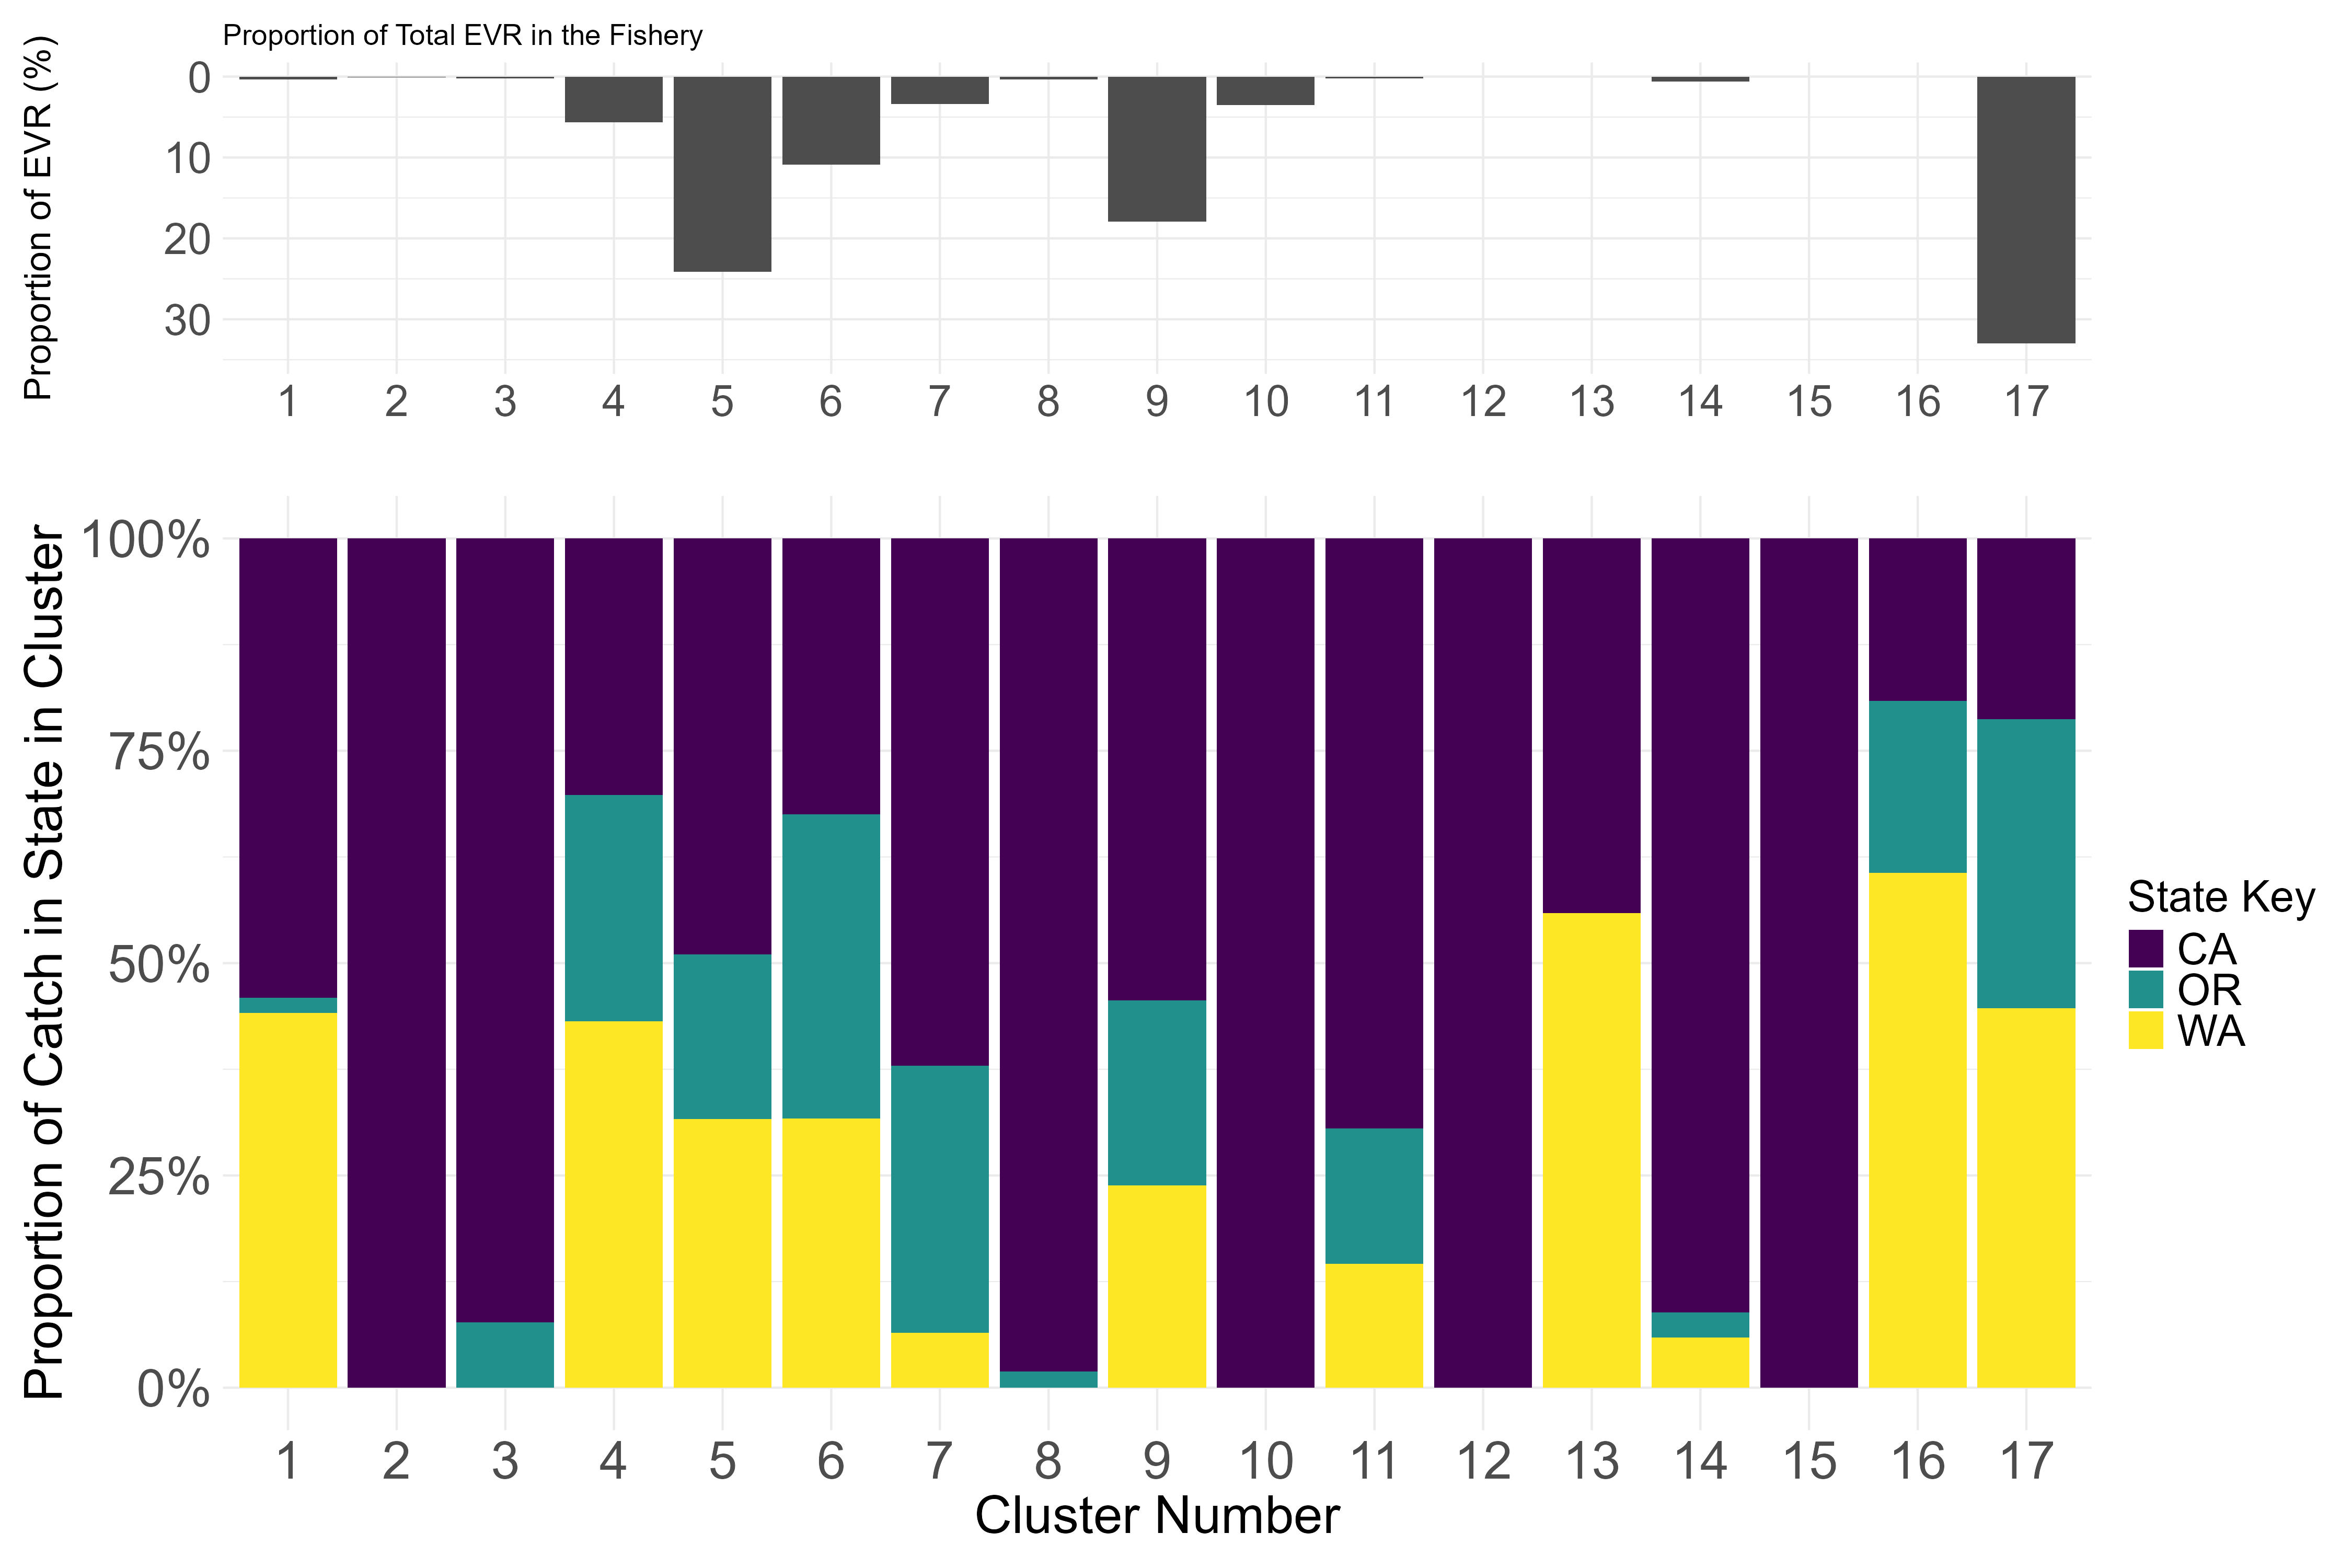 Proportion of Total EVR in the Fishery
Proportion of EVR (%)
0
10
20
30
1 2 3 4 5 6 7 8 9 10 11 12 13 14 15 16 17
Proportion of Catch in State in Cluster
100%
75%
50%
25%
0%
1 2 3 4 5 6 7 8 9 10 11 12 13 14 15 16 17
Cluster Number
State Key
CA
OR
WA